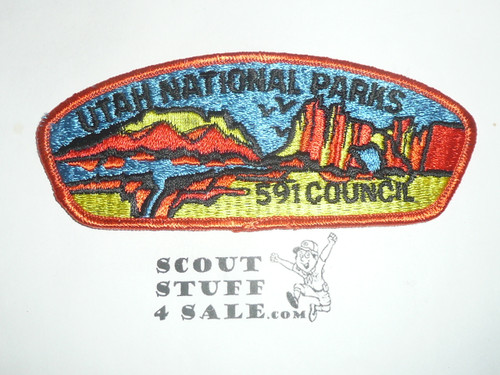 UTAH NATIONAL PARKS
591 COUNCIL
SCOUT
STUFF
4 SALE.COM